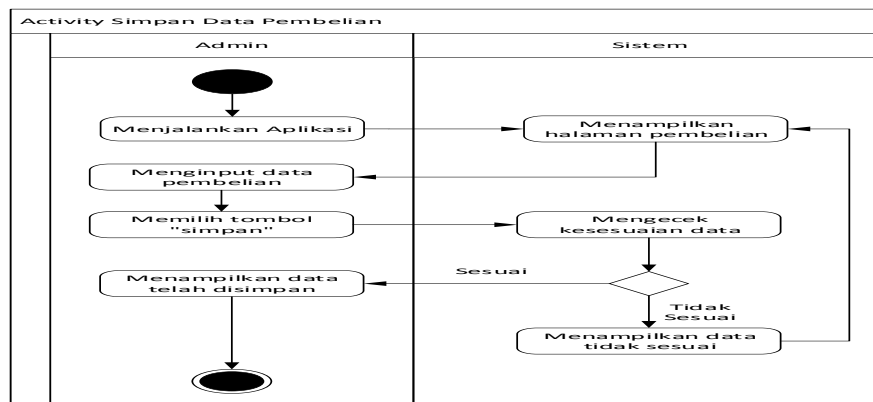 Activity Simpan Data Pembelian
Admin
Sistem
Menjalankan Aplikasi
Menampilkan
halaman pembelian
Menginput data
pembelian
Memilih tombol
"simpan"
Mengecek
kesesuaian data
Sesuai
Menampilkan data
telah disimpan
Tidak
Sesuai
Menampilkan data
tidak sesuai